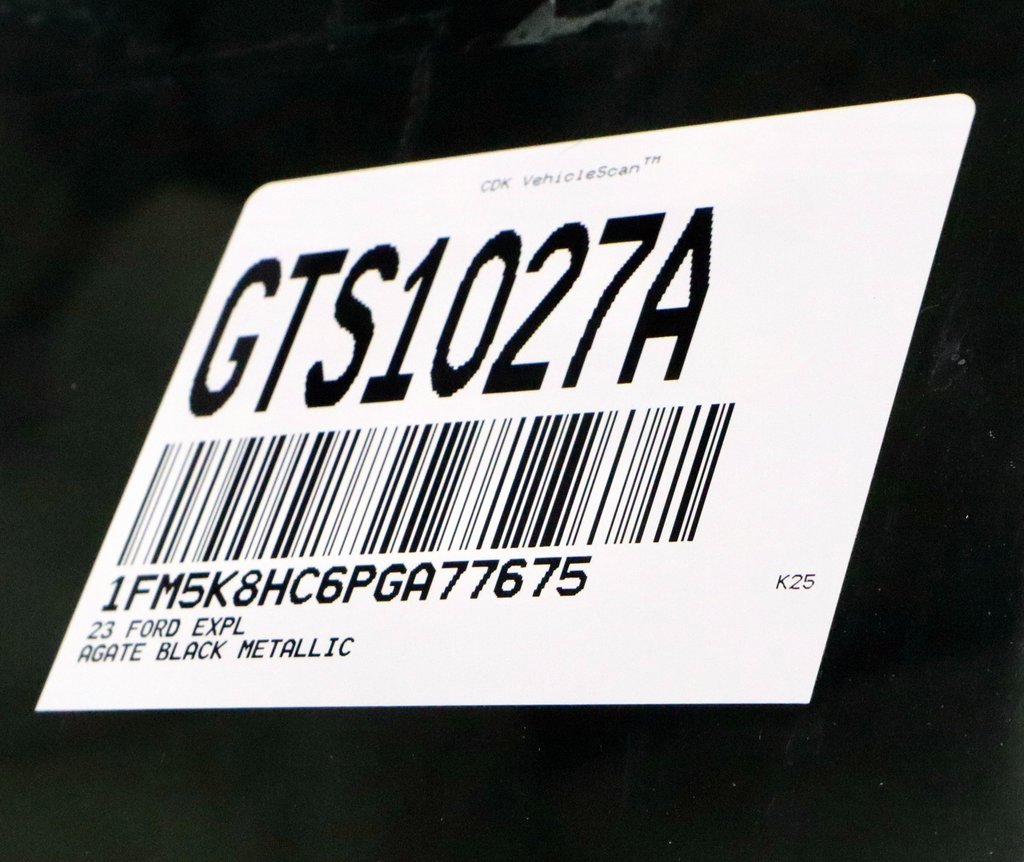 CDK VehicleScan™
GTS1027A
1FM5K8HC6PGA77675
K25
23 FORD EXPL
AGATE BLACK METALLIC